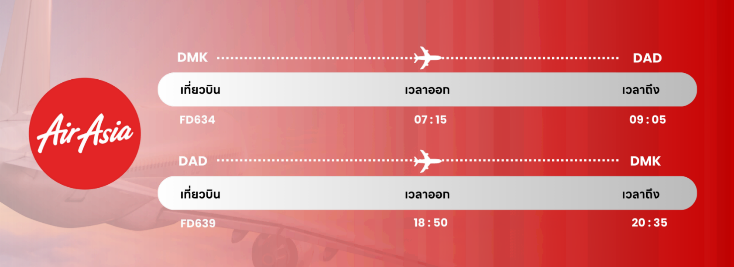 AirAsia
DMK DAD
เที่ยวบิน เวลาออก เวลาถึง
FD634 07:15 09:05
DAD DMK
เที่ยวบิน เวลาออก เวลาถึง
FD639 18:50 20:35